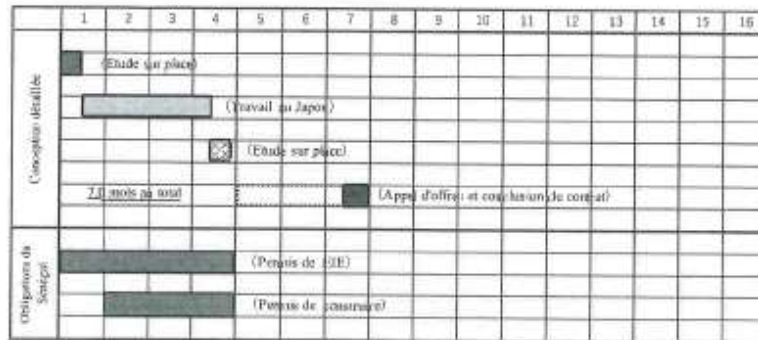 1 2 3 4 5 6 7 8 9 10 11 12 13 14 15 16
Conception détaillée
(Etude sur place)
(Travail au Japon)
(Etude sur place)
7,0 mois au total
(Appel d'offres et conclusion du contrat)
Obligations du Sénégal
(Permis de EIE)
(Permis de construire)